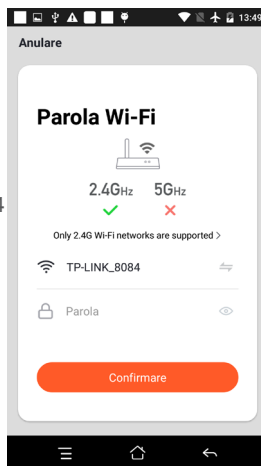 13:49
Anulare
Parola Wi-Fi
2.4GHz 5GHz
Only 2.4G Wi-Fi networks are supported >
TP-LINK_8084
Parola
Confirmare